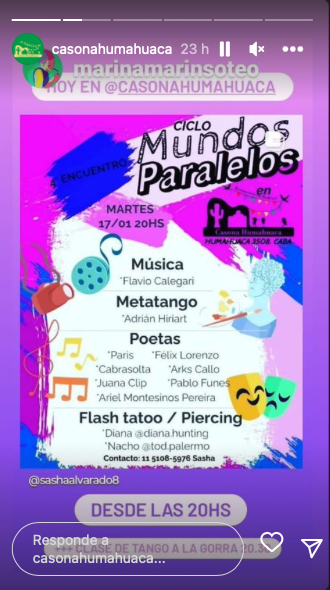 casonahumahuaca 23 h
marinamarinsoteo
HOY EN @CASONAHUMAHUACA
CICLO
Mundos
Paralelos
4° ENCUENTRO
en
MARTES
17/01 20HS
Casona Humahuaca
HUMAHUACA 3508. CABA
Música
*Flavio Calegari
Metatango
*Adrián Hiriart
Poetas
*Paris *Félix Lorenzo
*Cabrasolta *Arks Callo
*Juana Clip *Pablo Funes
*Ariel Montesinos Pereira
Flash tatoo / Piercing
*Diana @diana.hunting
*Nacho @tod.palermo
Contacto: 11 5108-5976 Sasha
@sashaalvarado8
DESDE LAS 20HS
+++ CLASE DE TANGO A LA GORRA 20.30
Responde a
casonahumahuaca...